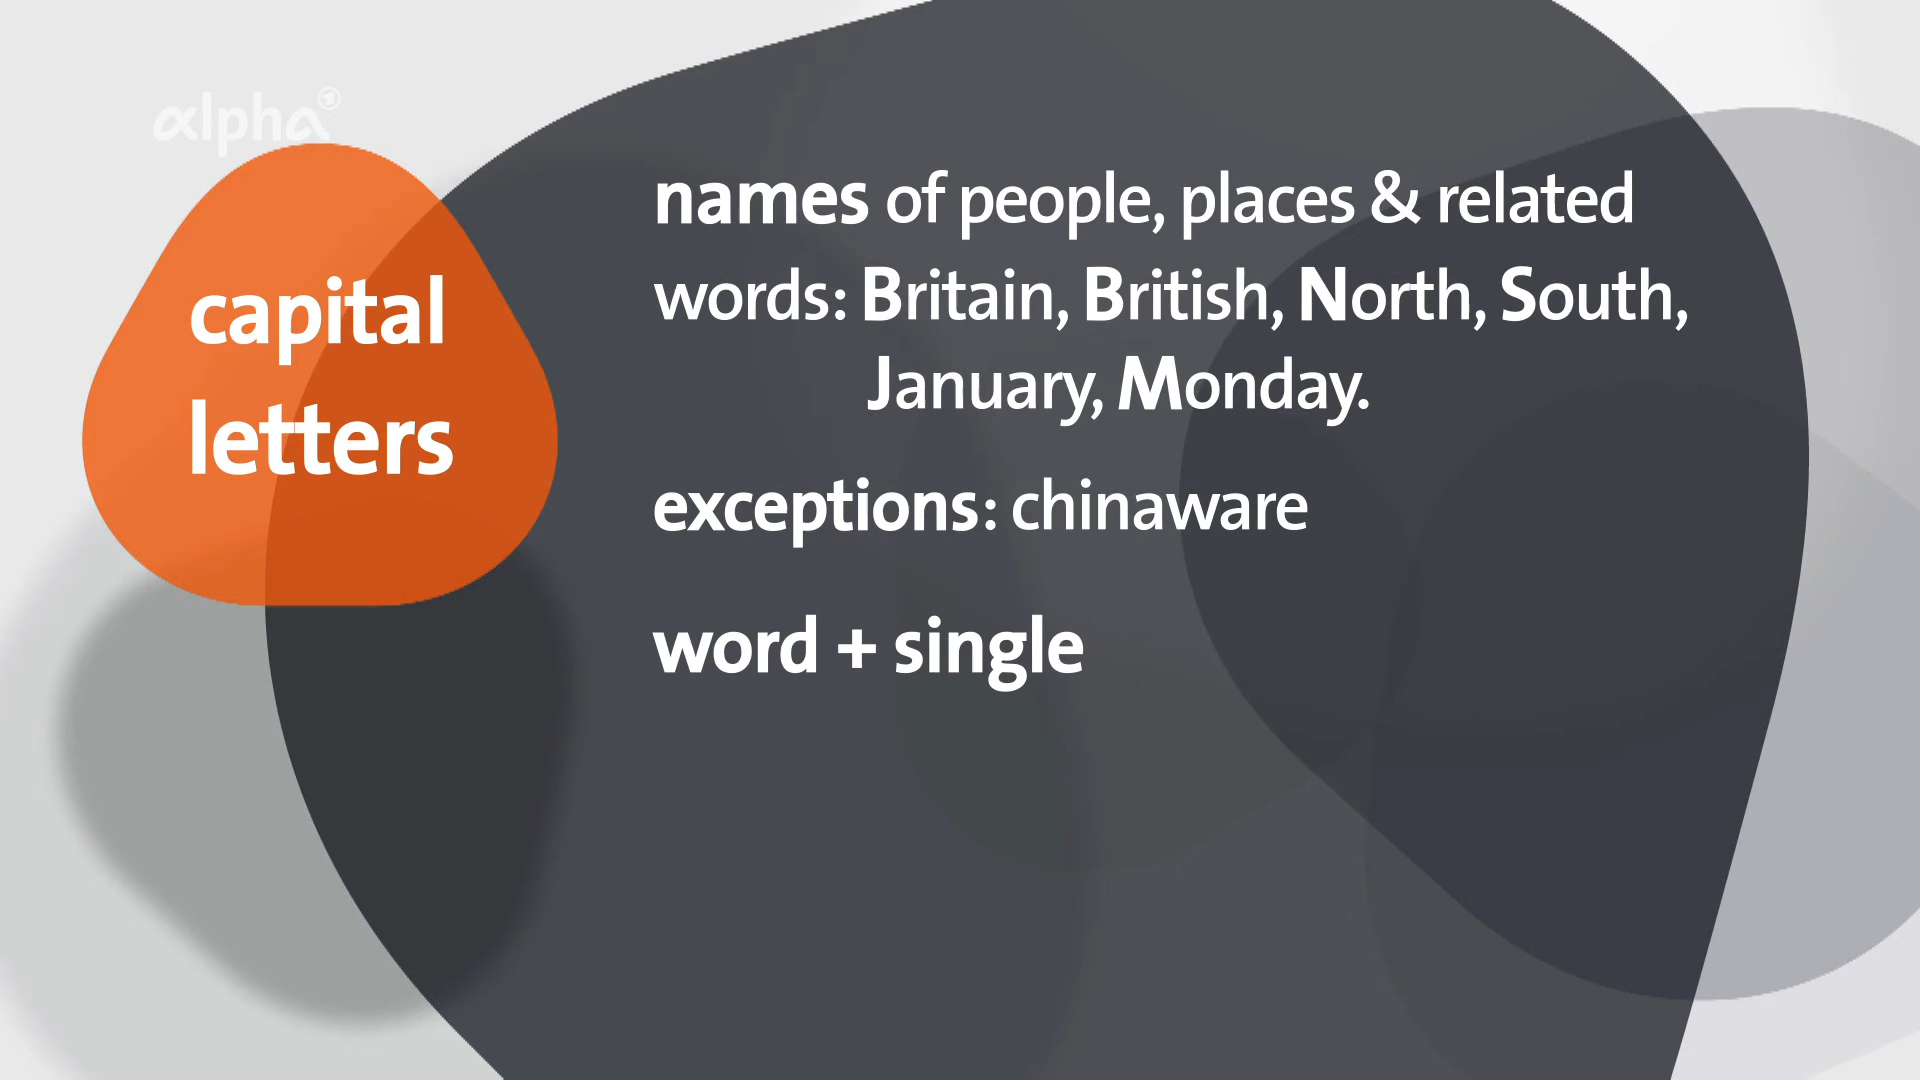 alpha
capital
letters
names of people, places & related
words: Britain, British, North, South,
January, Monday.
exceptions: chinaware
word + single